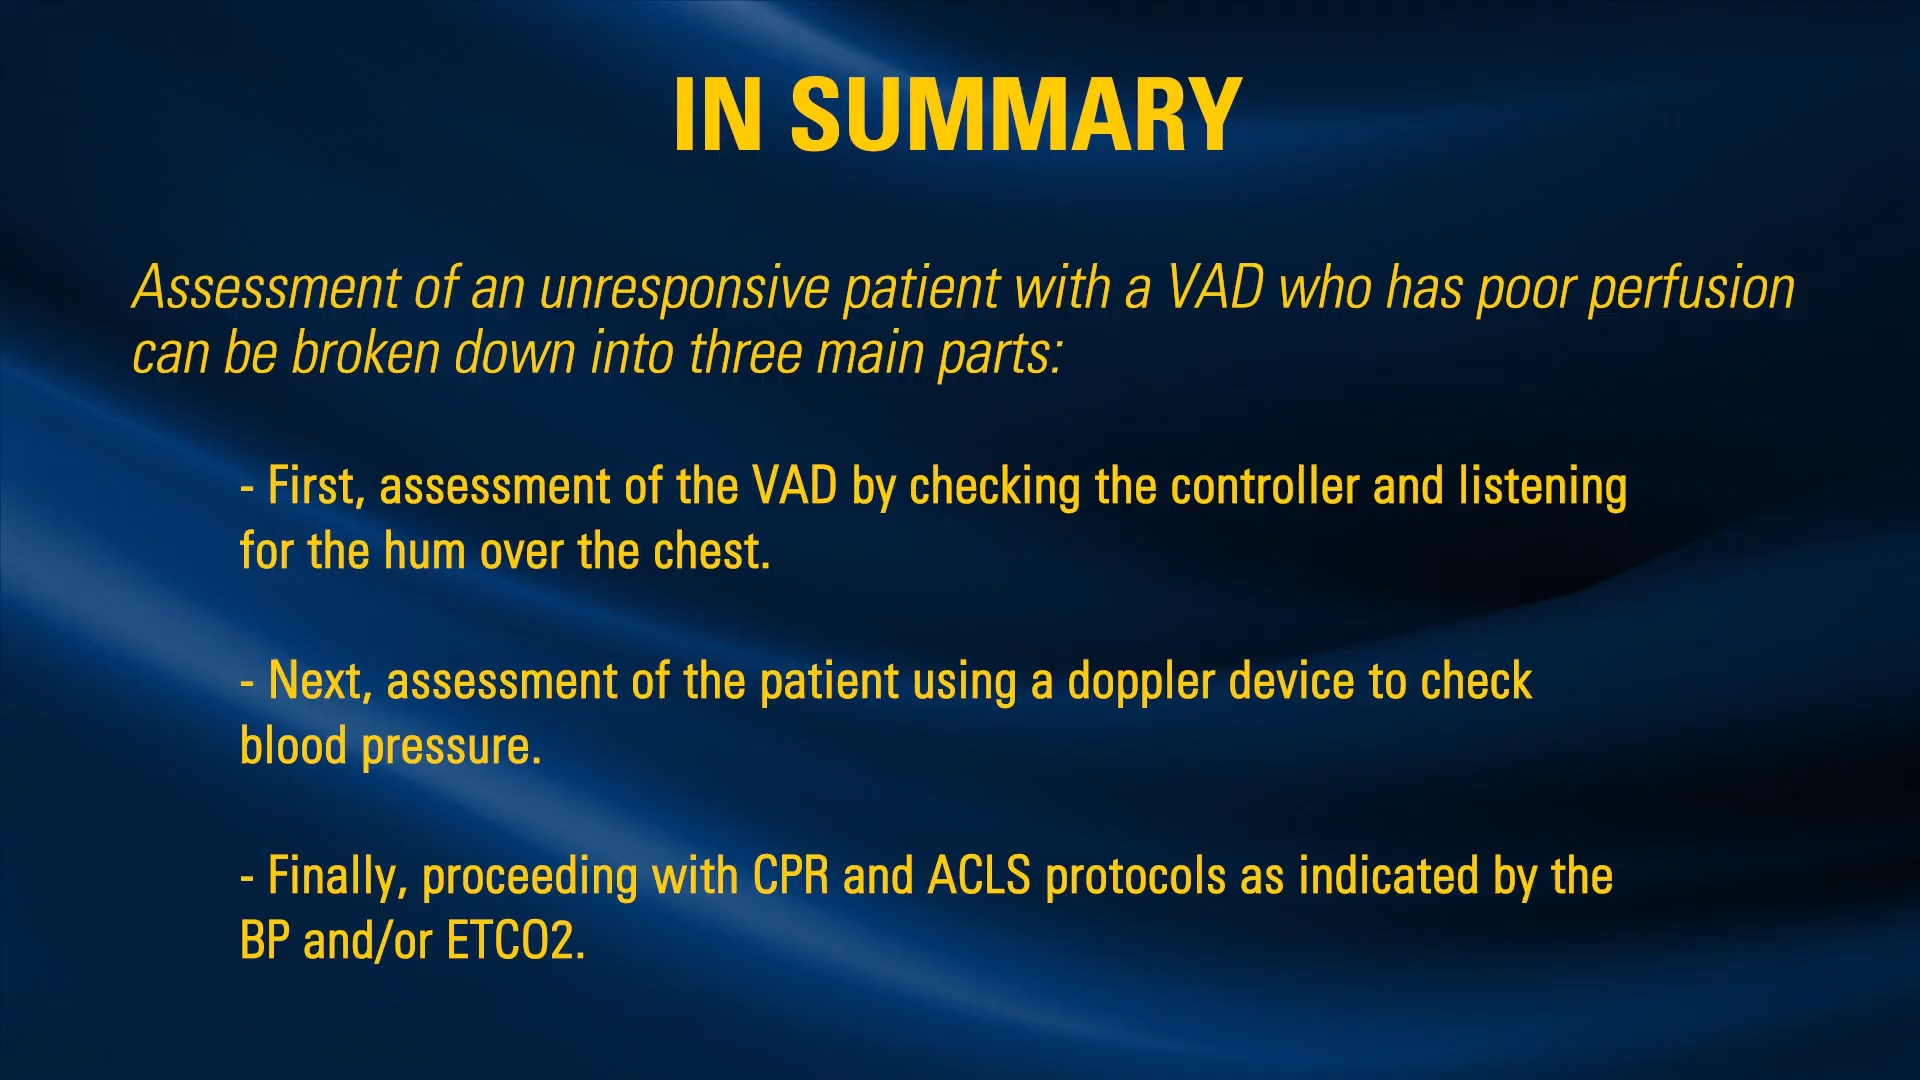 IN SUMMARY
Assessment of an unresponsive patient with a VAD who has poor perfusion
can be broken down into three main parts:
- First, assessment of the VAD by checking the controller and listening
for the hum over the chest.
- Next, assessment of the patient using a doppler device to check
blood pressure.
- Finally, proceeding with CPR and ACLS protocols as indicated by the
BP and/or ETCO2.